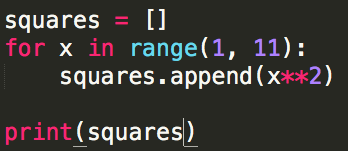 squares = []
for x in range(1, 11):
    squares.append(x**2)
print(squares)